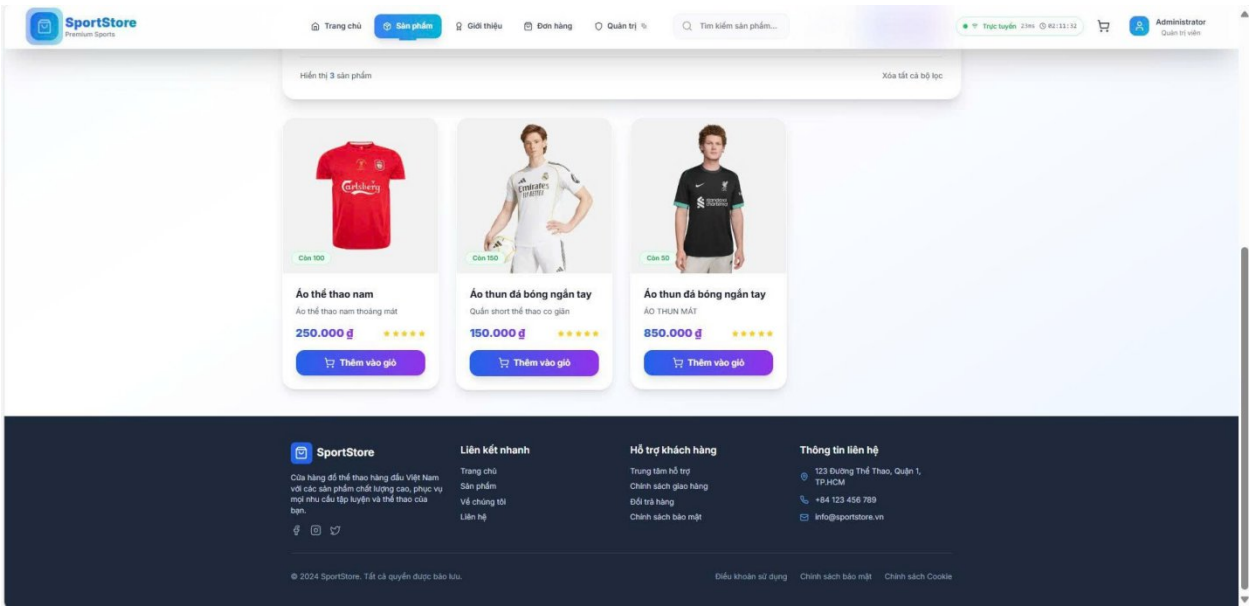 SportStore
Premium Sports
Trang chủ
Sản phẩm
Giới thiệu
Đơn hàng
Quản trị
Tìm kiếm sản phẩm...
Trực tuyến 23ms 02:11:32
Administrator
Quản trị viên
Hiển thị 3 sản phẩm
Xóa tất cả bộ lọc
Carlsberg
Còn 100
Áo thể thao nam
Áo thể thao nam thoáng mát
250.000 ₫
Thêm vào giỏ
Emirates
Còn 150
Áo thun đá bóng ngắn tay
Quần short thể thao co giãn
150.000 ₫
Thêm vào giỏ
standard
chartered
Còn 50
Áo thun đá bóng ngắn tay
ÁO THUN MÁT
850.000 ₫
Thêm vào giỏ
SportStore
Cửa hàng đồ thể thao hàng đầu Việt Nam
với các sản phẩm chất lượng cao, phục vụ
mọi nhu cầu tập luyện và thể thao của
bạn.
Liên kết nhanh
Trang chủ
Sản phẩm
Về chúng tôi
Liên hệ
Hỗ trợ khách hàng
Trung tâm hỗ trợ
Chính sách giao hàng
Đổi trả hàng
Chính sách bảo mật
Thông tin liên hệ
123 Đường Thể Thao, Quận 1,
TP.HCM
+84 123 456 789
info@sportstore.vn
© 2024 SportStore. Tất cả quyền được bảo lưu.
Điều khoản sử dụng
Chính sách bảo mật
Chính sách Cookie